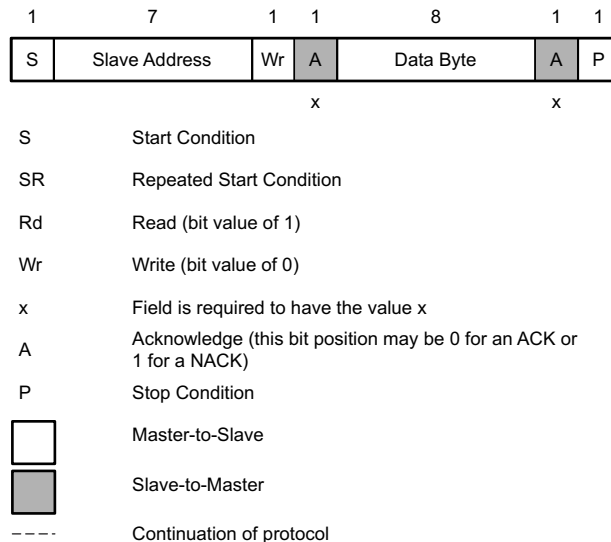 1 7 1 1 8 1 1
S Slave Address Wr A Data Byte A P
x x
S Start Condition
SR Repeated Start Condition
Rd Read (bit value of 1)
Wr Write (bit value of 0)
x Field is required to have the value x
A Acknowledge (this bit position may be 0 for an ACK or
1 for a NACK)
P Stop Condition
Master-to-Slave
Slave-to-Master
Continuation of protocol